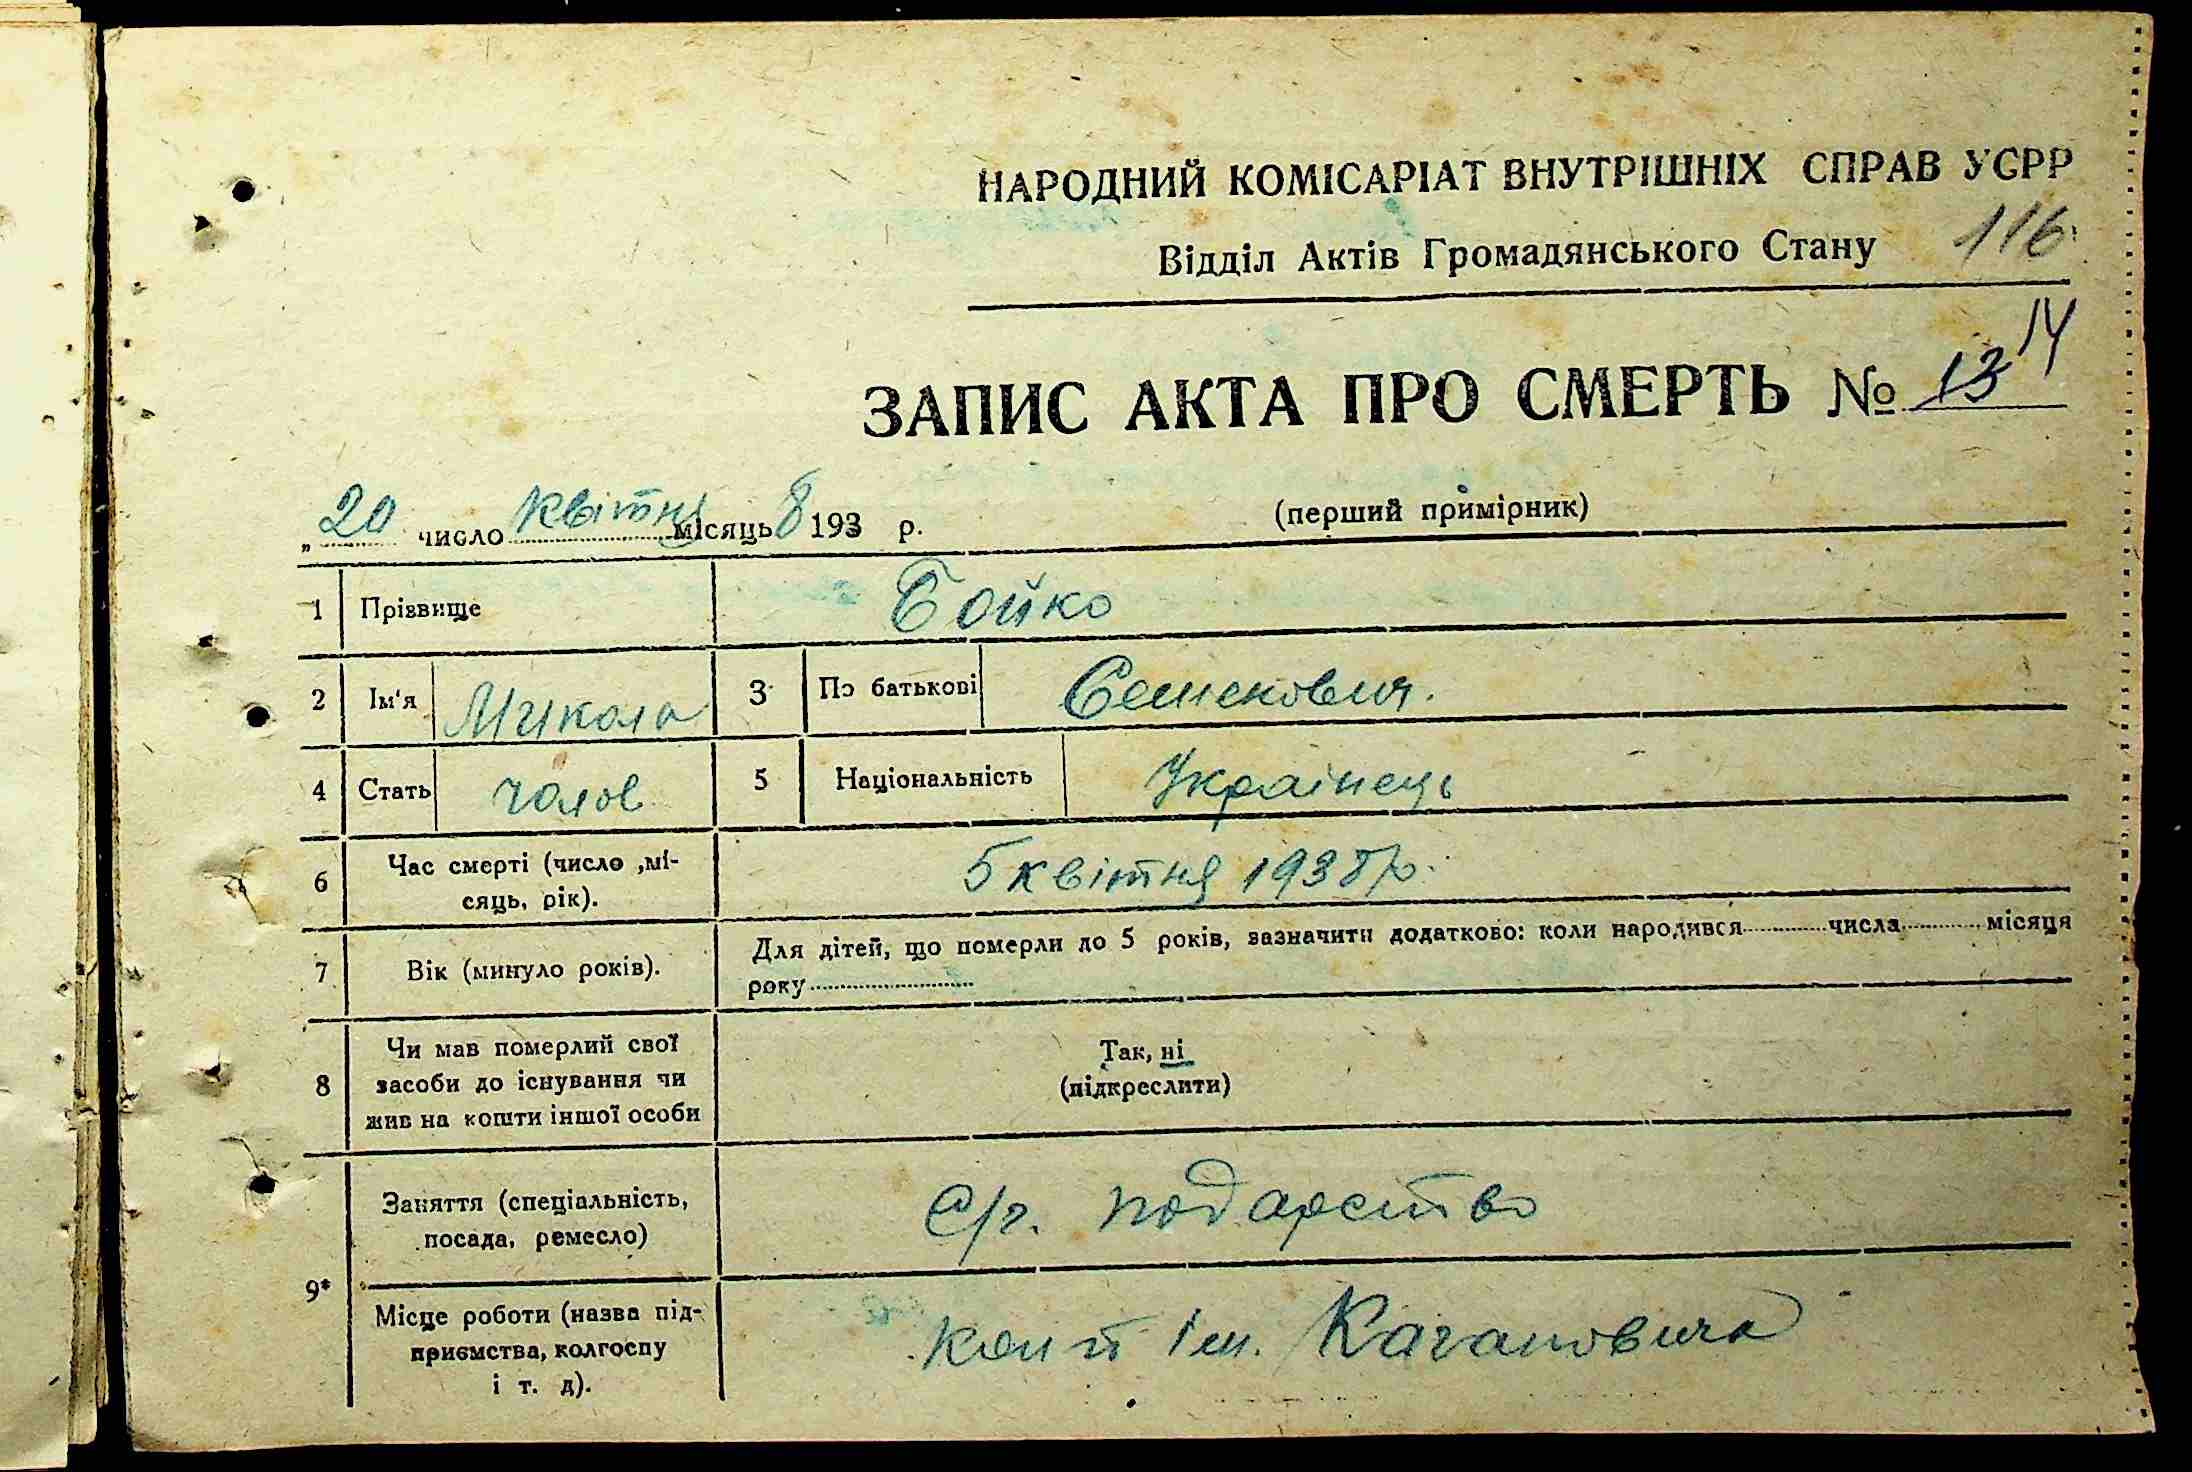 НАРОДНИЙ КОМІСАРІАТ ВНУТРІШНІХ СПРАВ УСРР
Відділ Актів Громадянського Стану 116
14
ЗАПИС АКТА ПРО СМЕРТЬ № 13
„ 20 число квітня місяць 8 193 р. (перший примірник)
1 Прізвище Бойко
2 Ім'я Микола 3 По батькові Семенович.
4 Стать чолов 5 Національність Українець
6 Час смерті (число ,мі-
сяць, рік). 5 квітня 1938 р.
7 Вік (минуло років). Для дітей, що померли до 5 років, зазначити додатково: коли народився числа місяця
року
8 Чи мав померлий свої
засоби до існування чи
жив на кошти іншої особи
Так, ні
(підкреслити)
9* Заняття (спеціальність,
посада, ремесло) с/г. подарство
Місце роботи (назва під-
приємства, колгоспу
і т. д). ім. Кагановича